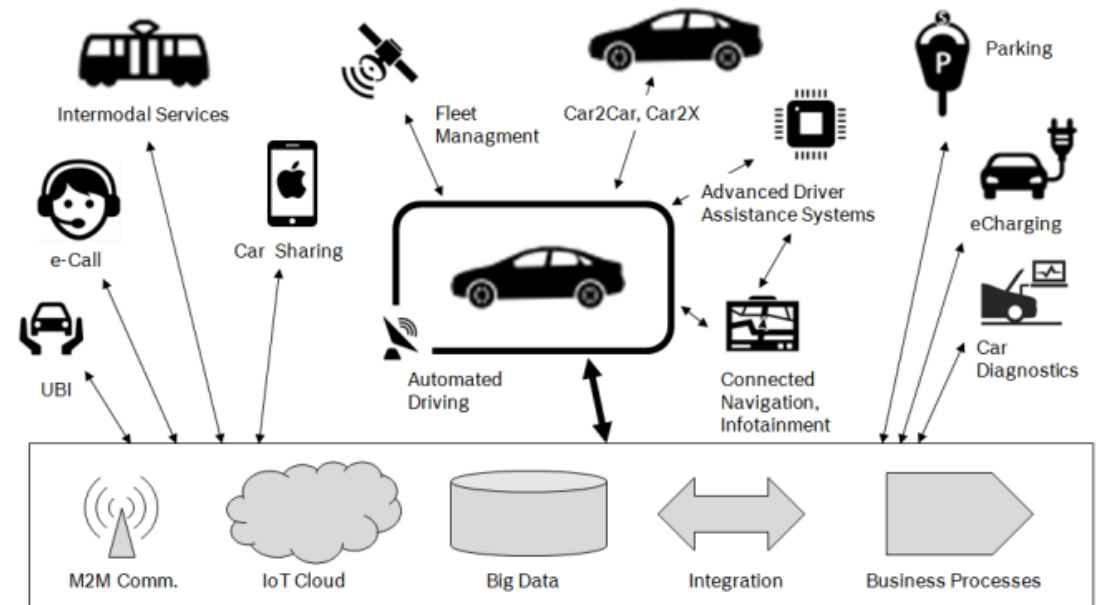 S
P
Parking
Intermodal Services
Fleet
Managment
Car2Car, Car2X
Advanced Driver
Assistance Systems
eCharging
e-Call
Car Sharing
UBI
Automated
Driving
Connected
Navigation,
Infotainment
Car
Diagnostics
M2M Comm.
IoT Cloud
Big Data
Integration
Business Processes